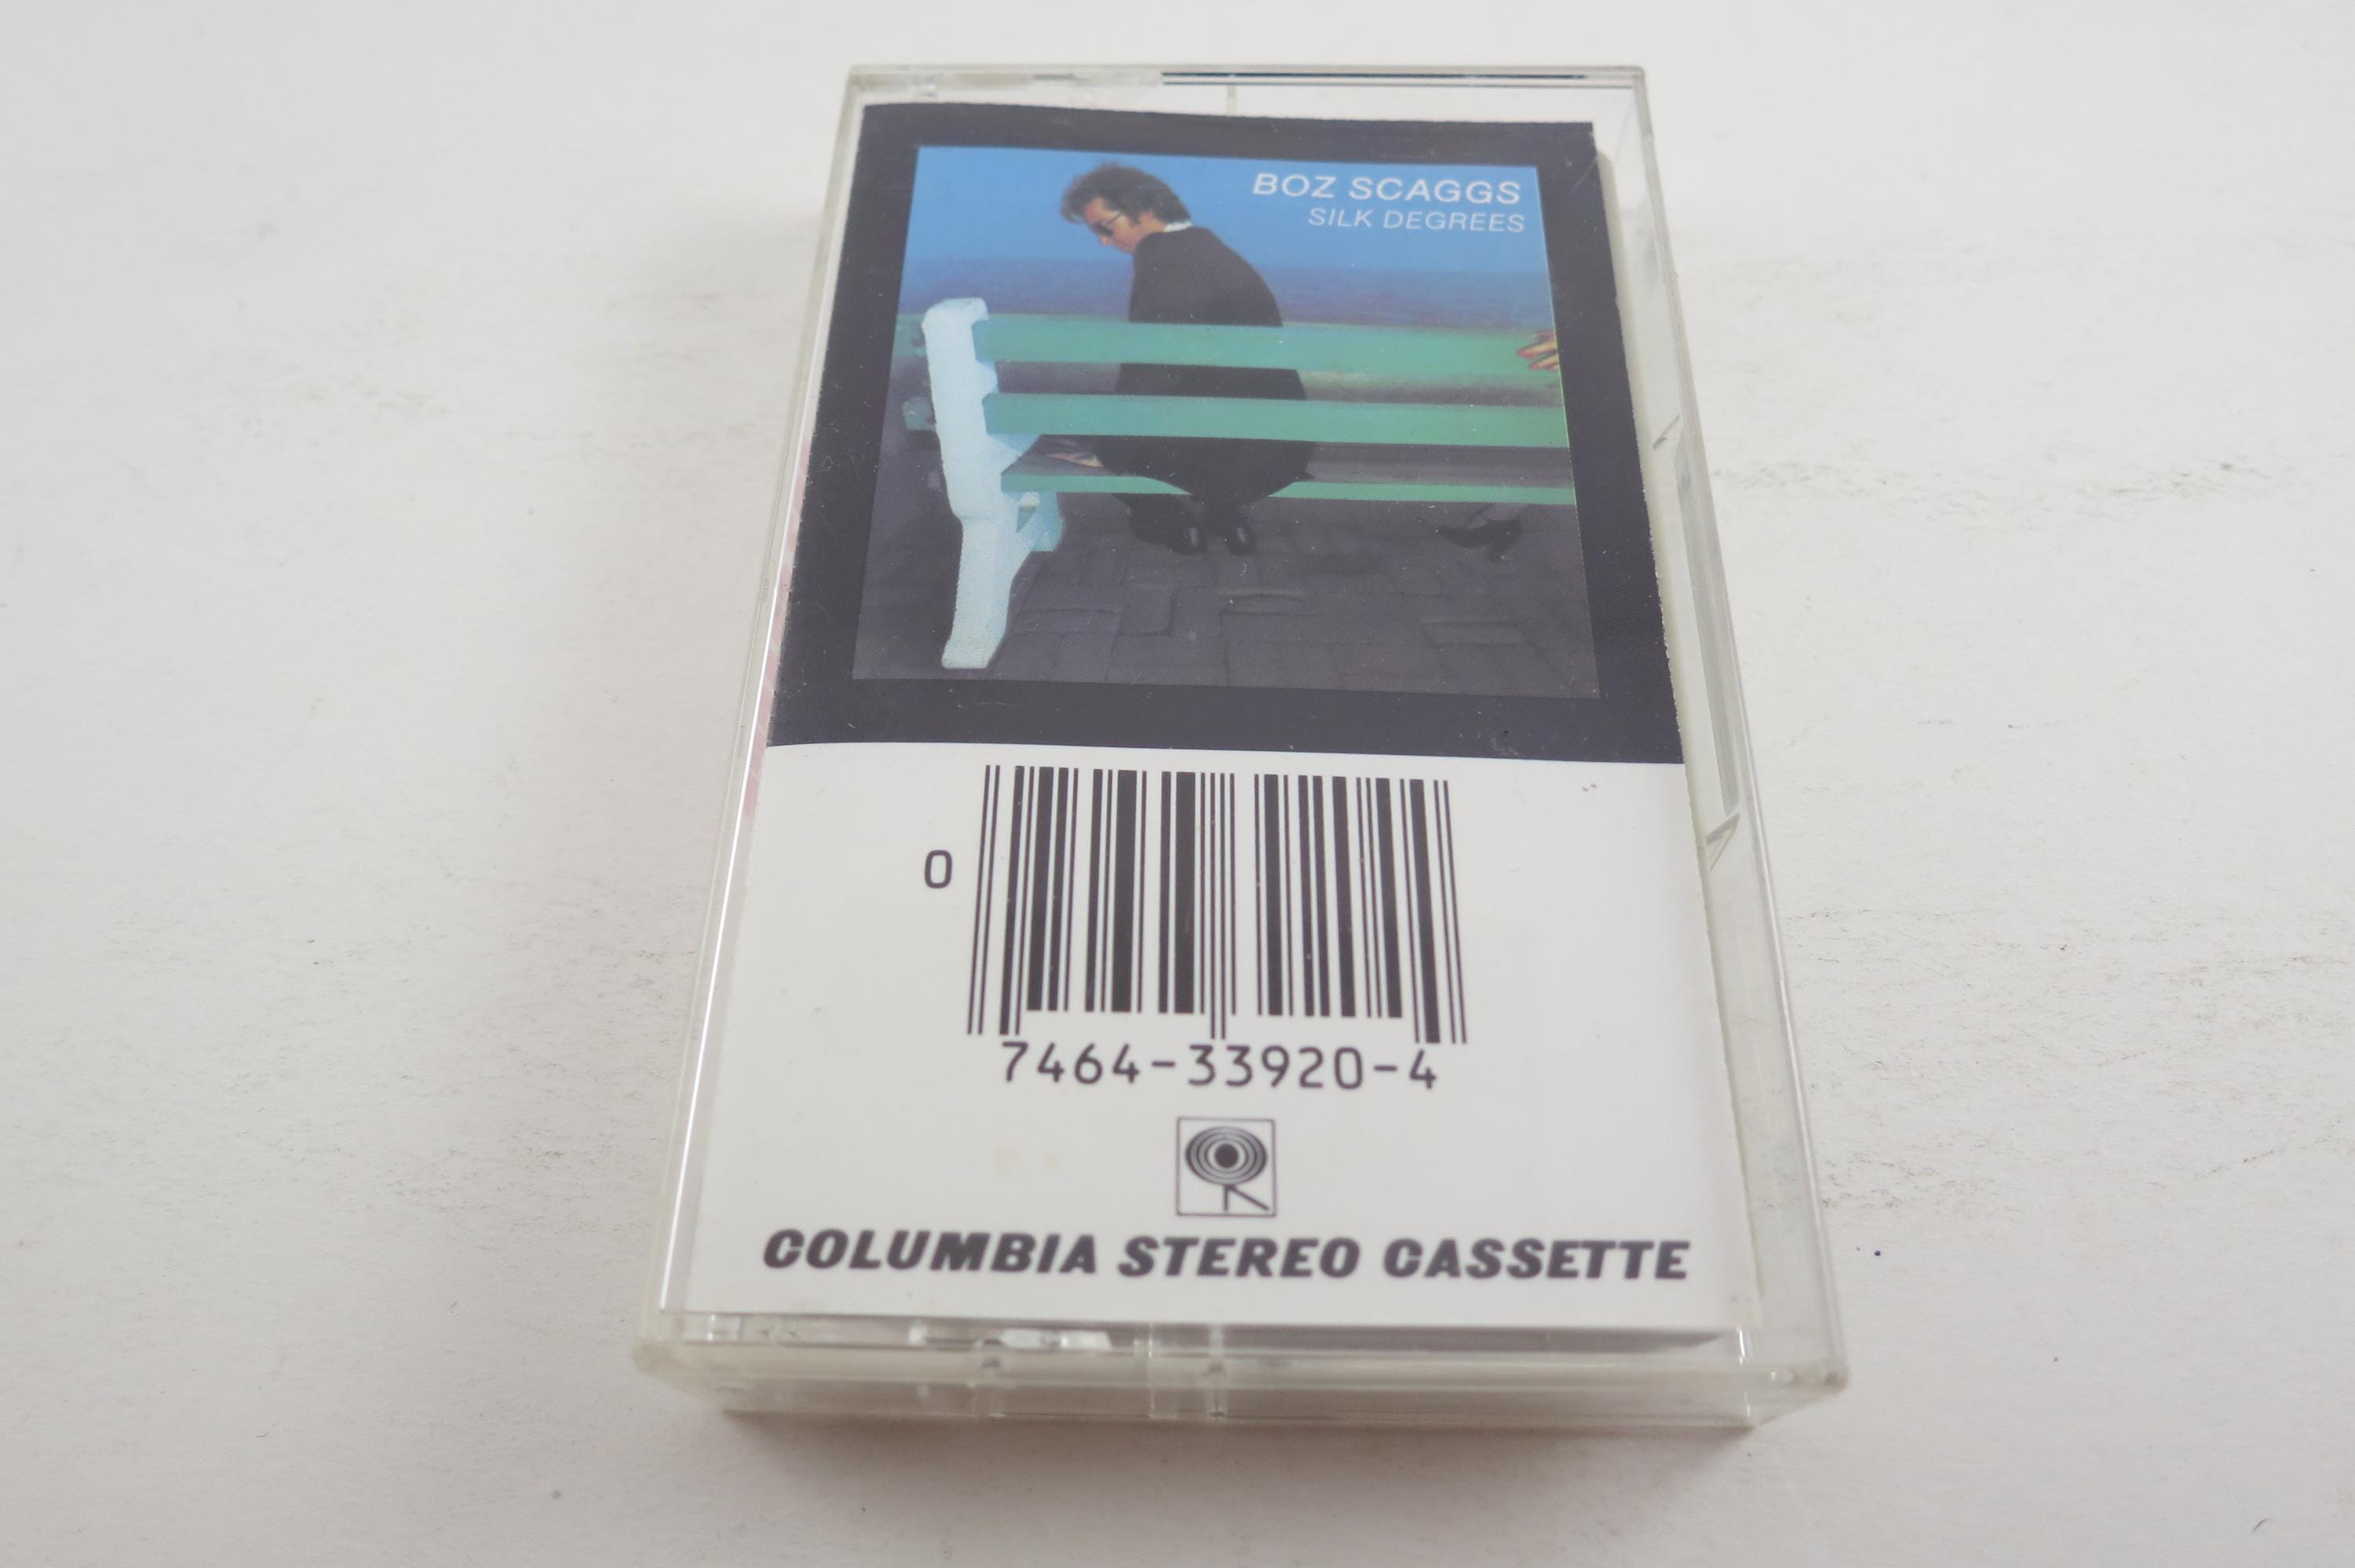 BOZ SCAGGS
SILK DEGREES
0
7464-33920-4
COLUMBIA STEREO CASSETTE